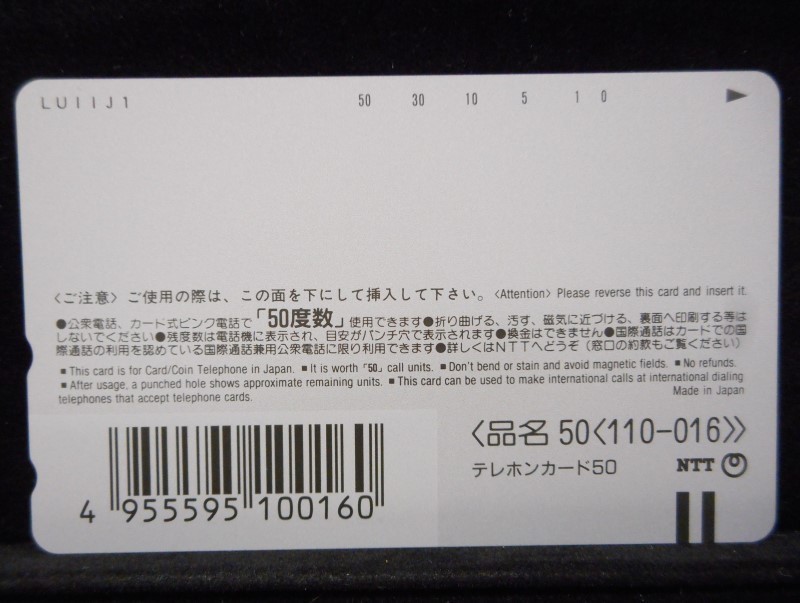 LU11J1 50 30 10 5 1 0
〈ご注意〉ご使用の際は、この面を下にして挿入して下さい。〈Attention〉Please reverse this card and insert it.
●公衆電話、カード式ピンク電話で「50度数」使用できます●折り曲げる、汚す、磁気に近づける、裏面へ印刷する等は
しないでください●残度数は電話機に表示され、目安がパンチ穴で表示されます●換金はできません●国際通話はカードでの国
際通話の利用を認めている国際通話兼用公衆電話に限り利用できます●詳しくはNTTへどうぞ（窓口の約款もご覧ください）
■This card is for Card/Coin Telephone in Japan. ■It is worth「50」call units. ■Don't bend or stain and avoid magnetic fields. ■No refunds.
■After usage, a punched hole shows approximate remaining units. ■This card can be used to make international calls at international dialing
telephones that accept telephone cards. Made in Japan
〈品名 50〈110-016〉〉
テレホンカード50 NTT
4 955595 100160